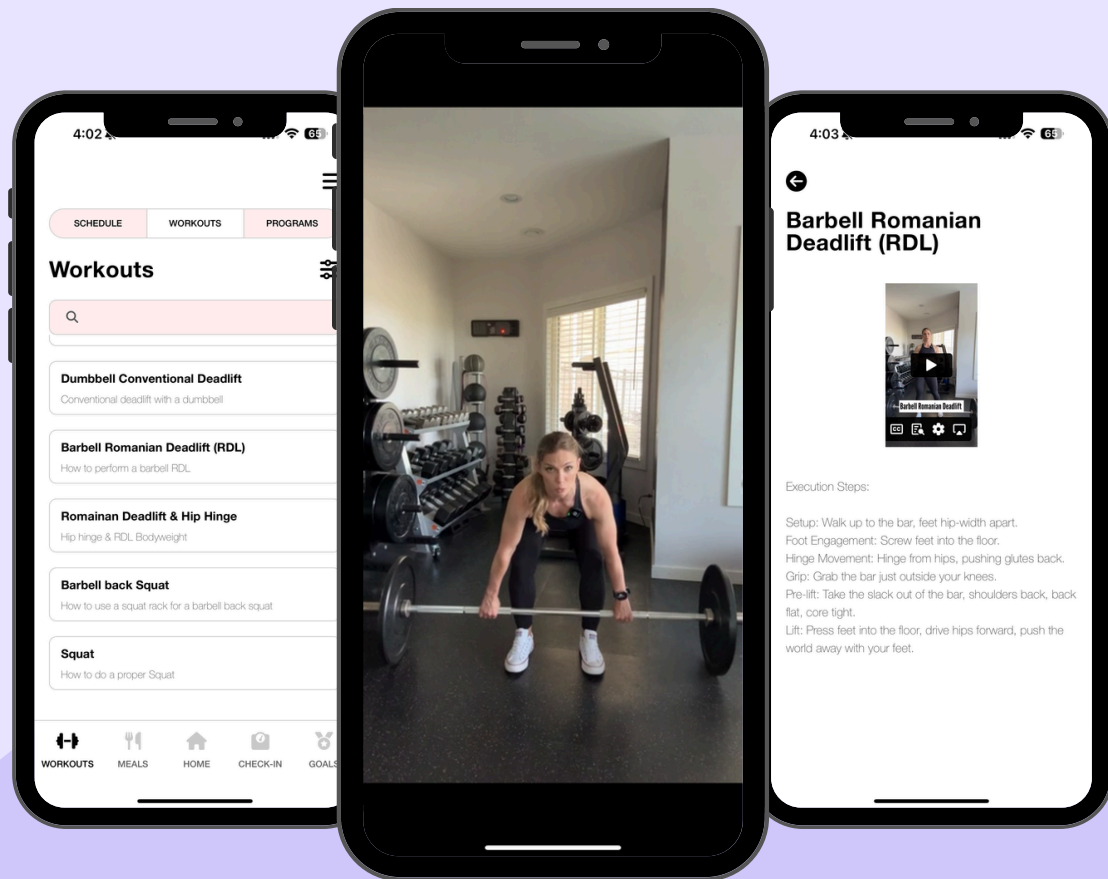 4:02
65
SCHEDULE
WORKOUTS
PROGRAMS
Workouts
Dumbbell Conventional Deadlift
Conventional deadlift with a dumbbell
Barbell Romanian Deadlift (RDL)
How to perform a barbell RDL
Romainan Deadlift & Hip Hinge
Hip hinge & RDL Bodyweight
Barbell back Squat
How to use a squat rack for a barbell back squat
Squat
How to do a proper Squat
WORKOUTS
MEALS
HOME
CHECK-IN
GOALS
4:03
65
Barbell Romanian
Deadlift (RDL)
Barbell Romanian Deadlift
CC
Execution Steps:
Setup: Walk up to the bar, feet hip-width apart.
Foot Engagement: Screw feet into the floor.
Hinge Movement: Hinge from hips, pushing glutes back.
Grip: Grab the bar just outside your knees.
Pre-lift: Take the slack out of the bar, shoulders back, back
flat, core tight.
Lift: Press feet into the floor, drive hips forward, push the
world away with your feet.